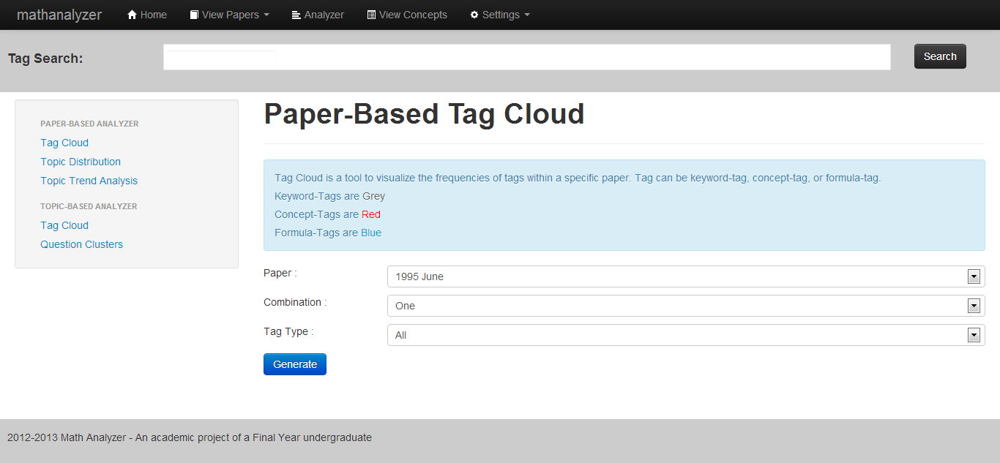 mathanalyzer Home View Papers Analyzer View Concepts Settings
Tag Search: Search
PAPER-BASED ANALYZER
Tag Cloud
Topic Distribution
Topic Trend Analysis
TOPIC-BASED ANALYZER
Tag Cloud
Question Clusters
Paper-Based Tag Cloud
Tag Cloud is a tool to visualize the frequencies of tags within a specific paper. Tag can be keyword-tag, concept-tag, or formula-tag.
Keyword-Tags are Grey
Concept-Tags are Red
Formula-Tags are Blue
Paper : 1995 June
Combination : One
Tag Type : All
Generate
2012-2013 Math Analyzer - An academic project of a Final Year undergraduate